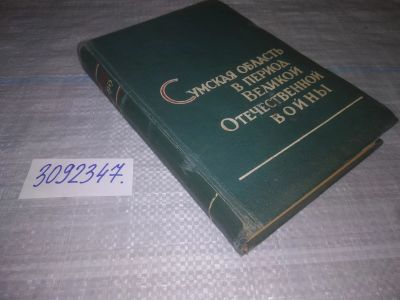 Сумская область
в период
Великой
Отечественной
войны
3092347.